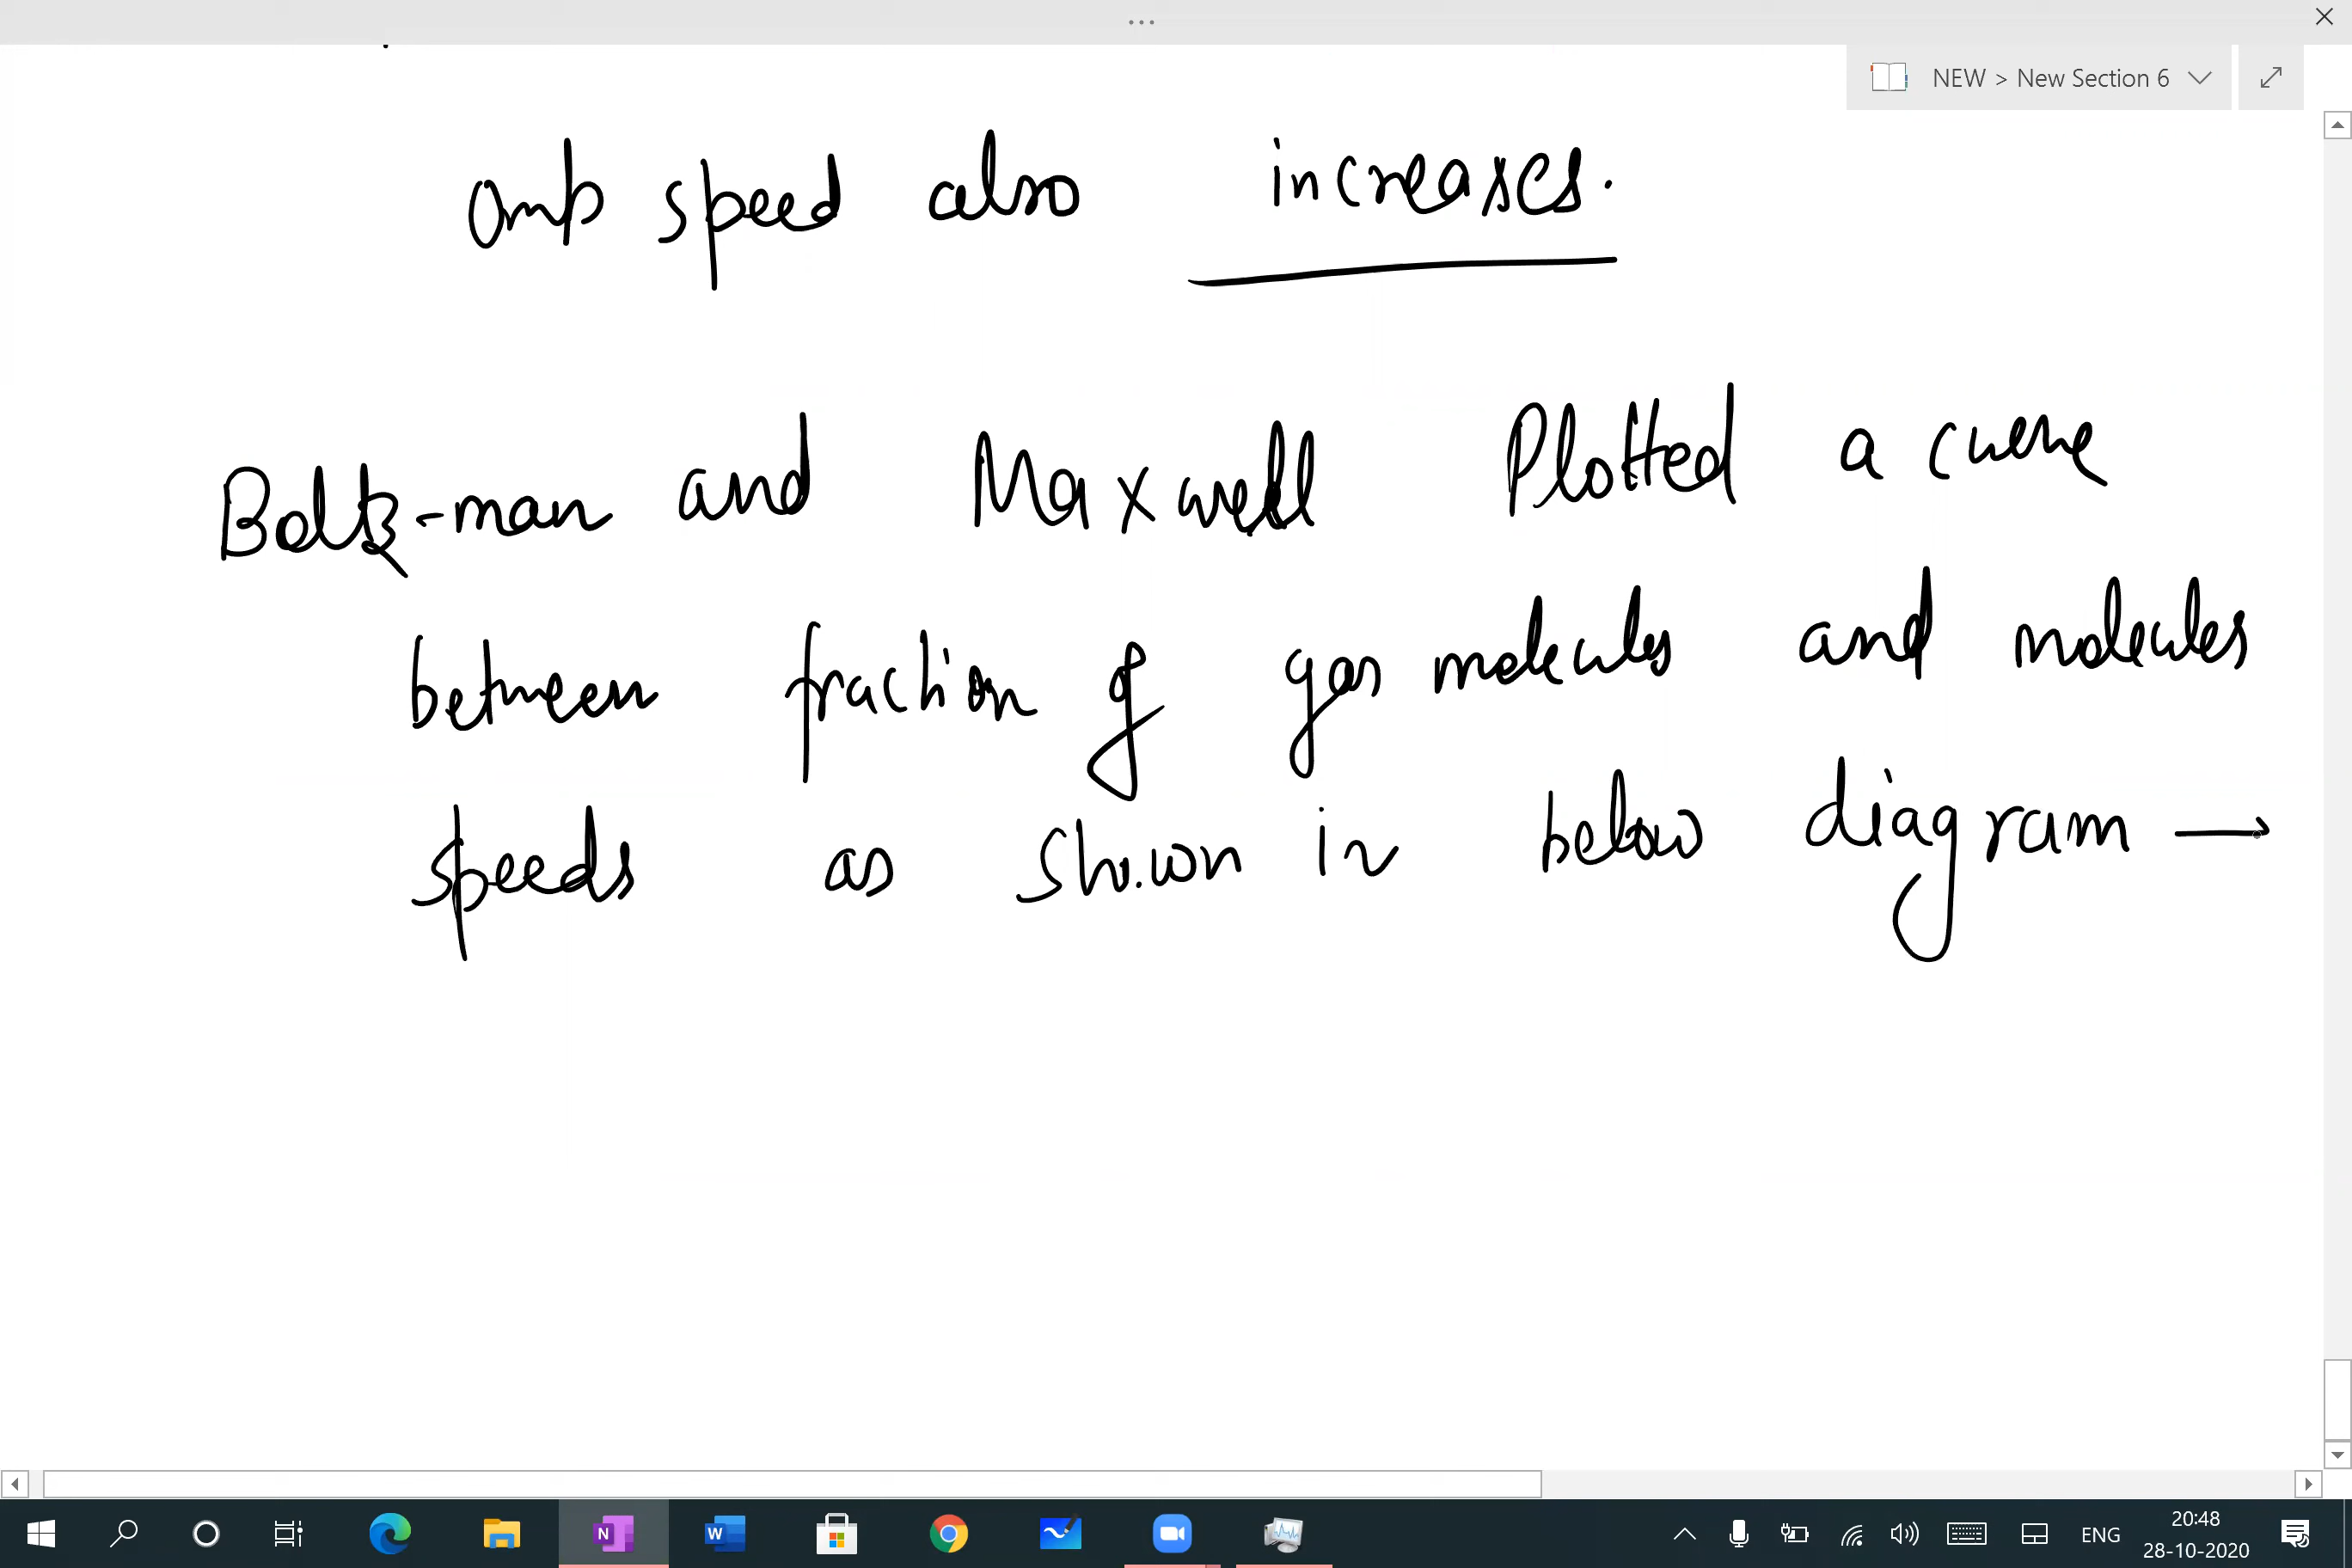 NEW > New Section 6
and speed also increases.
Boltz-man and Maxwell Plotted a curve
between fraction of gas molecules and molecules
speeds as shown in below diagram →
ENG
20:48
28-10-2020